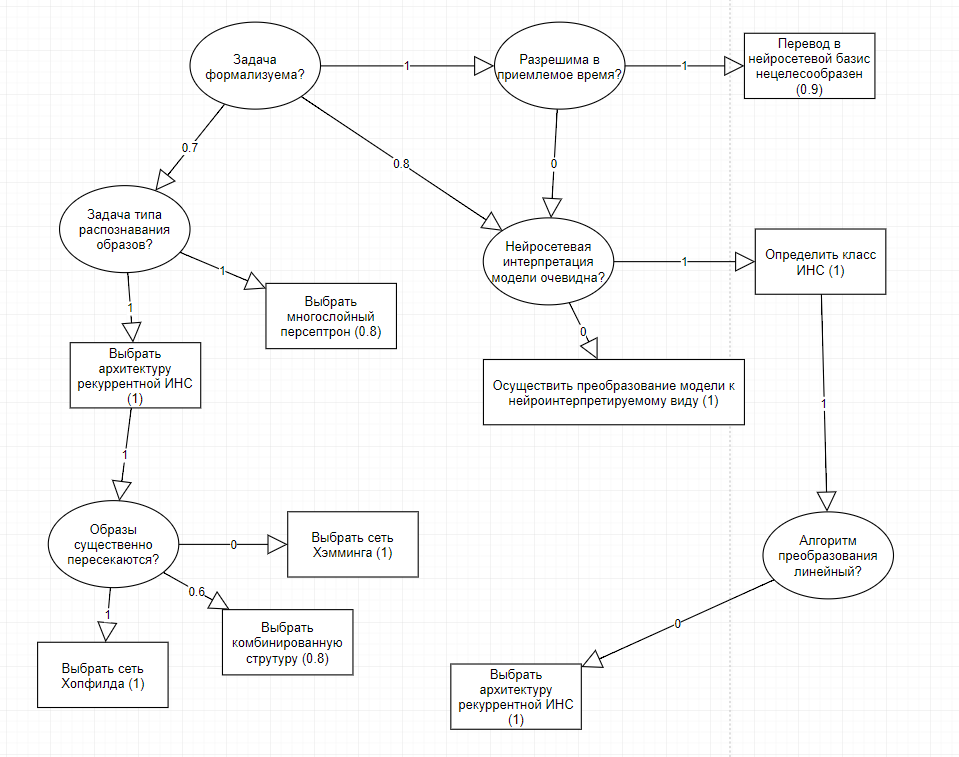 Задача
формализуема?
1
Разрешима в
приемлемое время?
1
Перевод в
нейросетевой базис
нецелесообразен
(0.9)
0.7
0.8
0
Задача типа
распознавания
образов?
1
1
Выбрать
многослойный
персептрон (0.8)
Нейросетевая
интерпретация
модели очевидна?
1
Определить класс
ИНС (1)
0
Выбрать
архитектуру
рекуррентной ИНС
(1)
Осуществить преобразование модели к
нейроинтерпретируемому виду (1)
1
1
Образы
существенно
пересекаются?
0
Выбрать сеть
Хэмминга (1)
Алгоритм
преобразования
линейный?
0.6
1
Выбрать
комбинированную
струтуру (0.8)
0
Выбрать сеть
Хопфилда (1)
Выбрать
архитектуру
рекуррентной ИНС
(1)